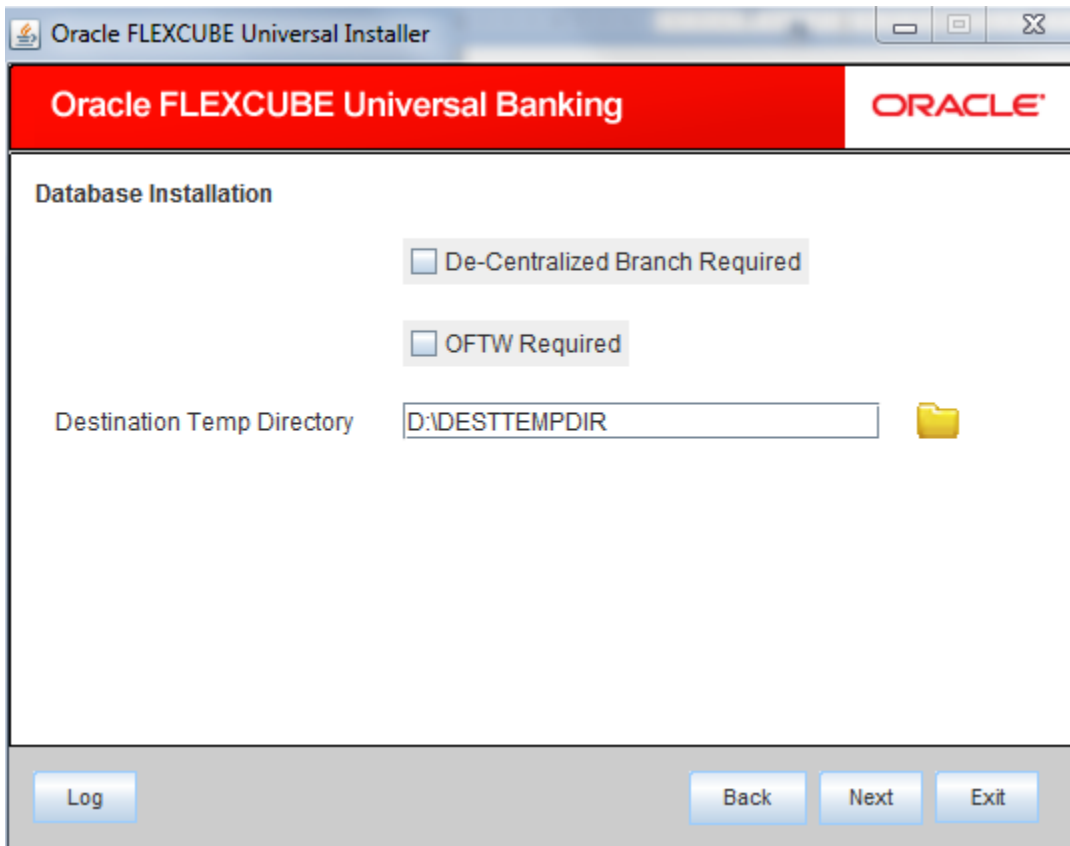 Oracle FLEXCUBE Universal Installer
Oracle FLEXCUBE Universal Banking
ORACLE
Database Installation
De-Centralized Branch Required
OFTW Required
Destination Temp Directory D:\DESTTEMPDIR
Log Back Next Exit